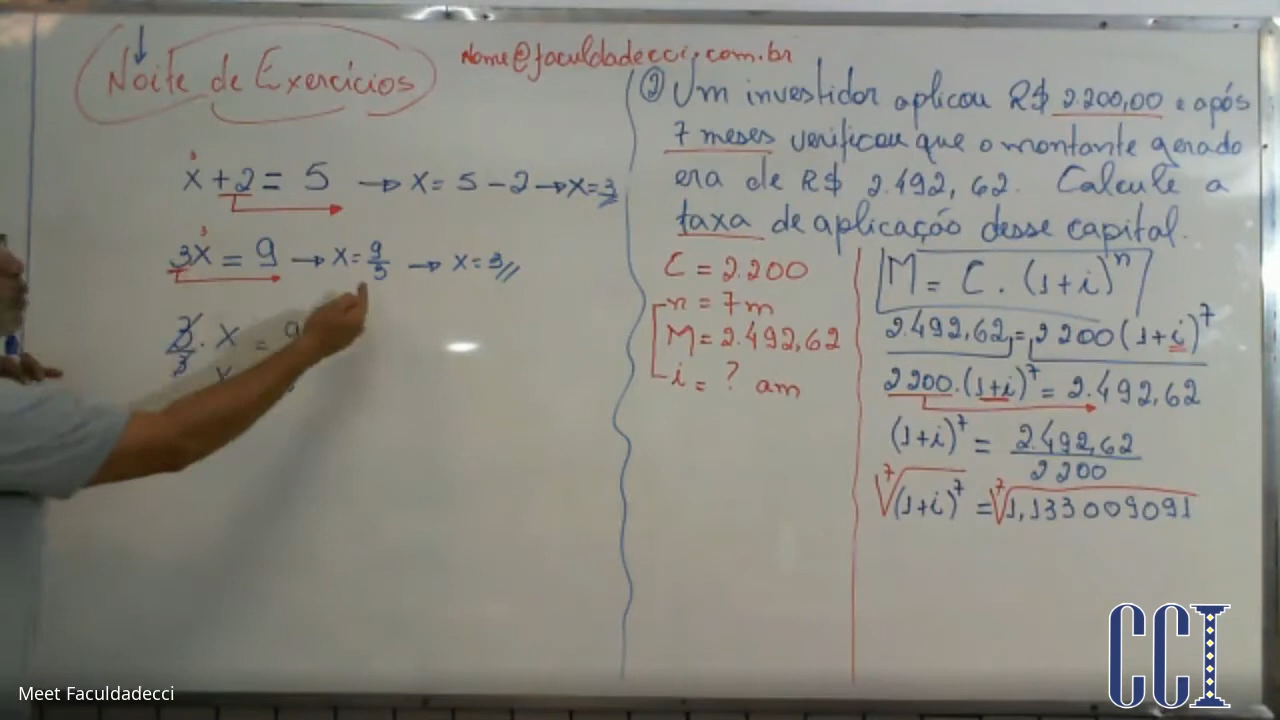 Noite de Exercícios
nome@faculdadecci.com.br
x + 2 = 5 → x = 5 - 2 → x = 3
3x = 9 → x = 9/3 → x = 3//
3/3 . x = 9
x
② Um investidor aplicou R$ 2.200,00 e após
7 meses verificou que o montante gerado
era de R$ 2.492,62. Calcule a
taxa de aplicação desse capital.
C = 2.200
n = 7m
M = 2.492,62
i = ? am
M = C . (1+i)ⁿ
2.492,62 = 2200 (1+i)⁷
2200 . (1+i)⁷ = 2.492,62
(1+i)⁷ = 2.492,62
2200
⁷√(1+i)⁷ = ⁷√1,133009091
CCI
Meet Faculdadecci